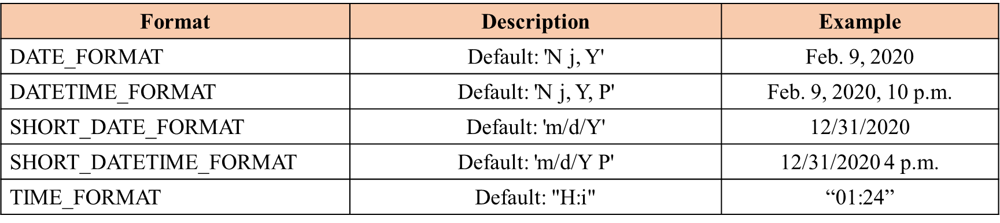 Format Description Example
DATE_FORMAT Default: 'N j, Y' Feb. 9, 2020
DATETIME_FORMAT Default: 'N j, Y, P' Feb. 9, 2020, 10 p.m.
SHORT_DATE_FORMAT Default: 'm/d/Y' 12/31/2020
SHORT_DATETIME_FORMAT Default: 'm/d/Y P' 12/31/2020 4 p.m.
TIME_FORMAT Default: "H:i" “01:24”